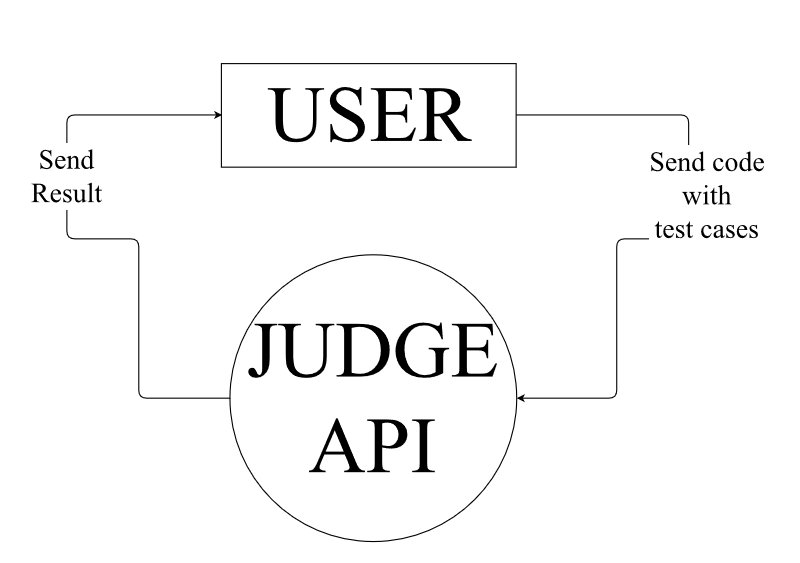 USER
Send
Result
Send code
with
test cases
JUDGE
API